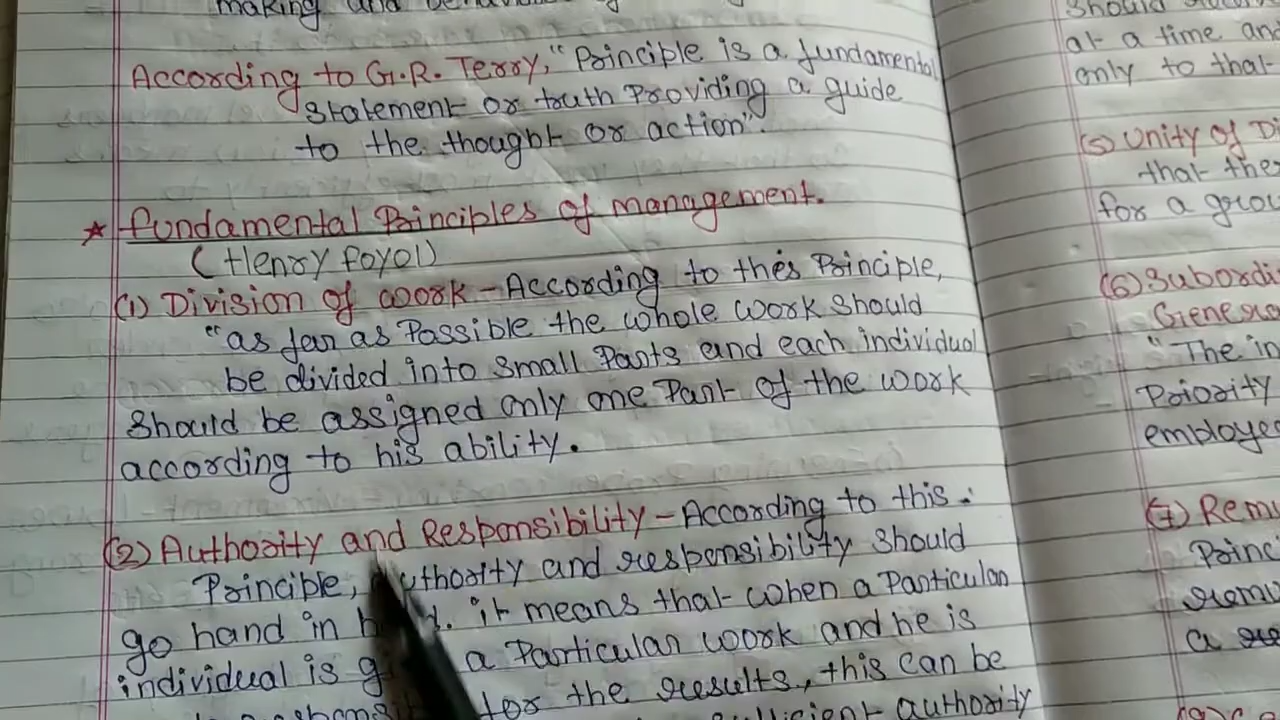 making and
According to G.R. Terry, "Principle is a fundamental
Statement or truth Providing a guide
to the thought or action".
* fundamental Principles of management.
(Henry fayol)
(1) Division of work - According to this Principle,
"as far as Possible the whole work should
be divided into small Parts and each individual
should be assigned only one Part of the work
according to his ability.
(2) Authority and Responsibility - According to this
Principle, authority and responsibility should
go hand in hand. it means that when a Particular
individual is a Particular work and he is
for the results, this can be
authority
should
at a time and
only to that
(5) Unity of Di
that the
for a grou
(6) Subordi
Genera
"The in
Priority
employe
(7) Remu
Princ
remu
a